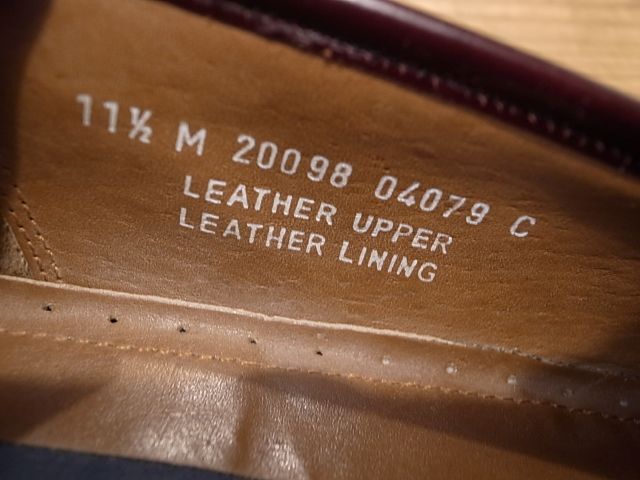 11½ M 20098 04079 C
LEATHER UPPER
LEATHER LINING